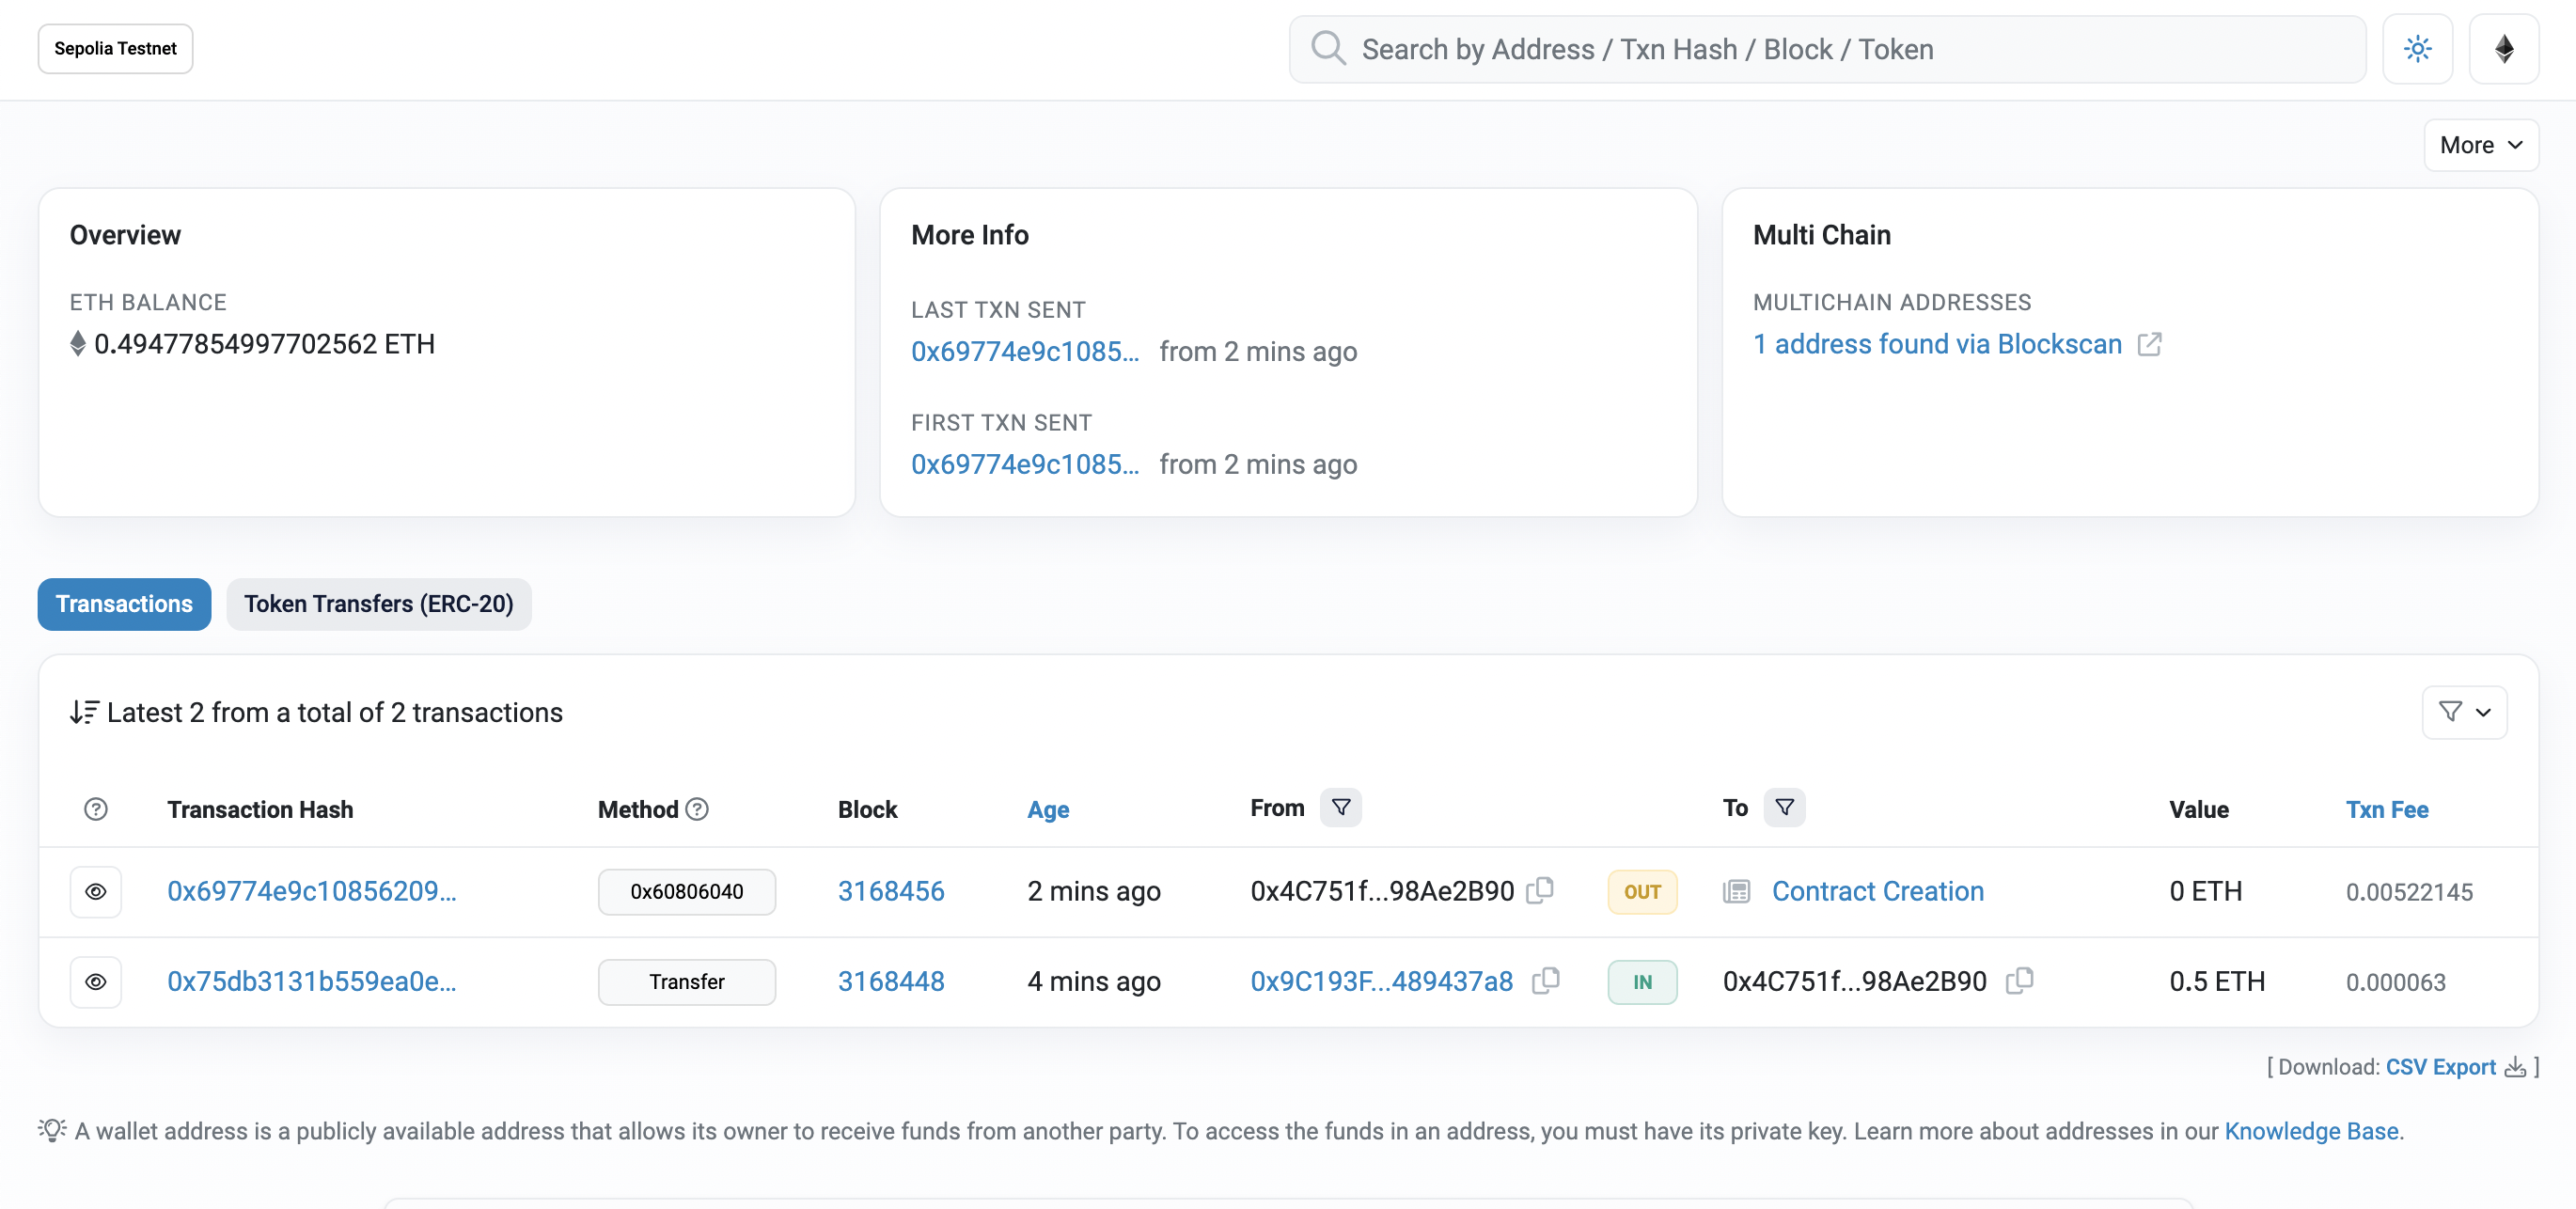 Sepolia Testnet
Search by Address / Txn Hash / Block / Token
More
Overview
ETH BALANCE
0.49477854997702562 ETH
More Info
LAST TXN SENT
0x69774e9c1085... from 2 mins ago
FIRST TXN SENT
0x69774e9c1085... from 2 mins ago
Multi Chain
MULTICHAIN ADDRESSES
1 address found via Blockscan
Transactions Token Transfers (ERC-20)
Latest 2 from a total of 2 transactions
Transaction Hash Method Block Age From To Value Txn Fee
0x69774e9c10856209... 0x60806040 3168456 2 mins ago 0x4C751f...98Ae2B90 OUT Contract Creation 0 ETH 0.00522145
0x75db3131b559ea0e... Transfer 3168448 4 mins ago 0x9C193F...489437a8 IN 0x4C751f...98Ae2B90 0.5 ETH 0.000063
[ Download: CSV Export ]
A wallet address is a publicly available address that allows its owner to receive funds from another party. To access the funds in an address, you must have its private key. Learn more about addresses in our Knowledge Base.